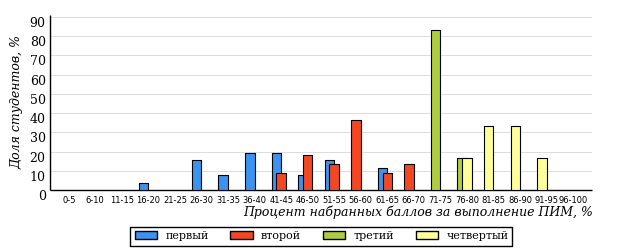 90
80
70
60
50
40
30
20
10
0
Доля студентов, %
0-5 6-10 11-15 16-20 21-25 26-30 31-35 36-40 41-45 46-50 51-55 56-60 61-65 66-70 71-75 76-80 81-85 86-90 91-95 96-100
Процент набранных баллов за выполнение ПИМ, %
первый второй третий четвертый